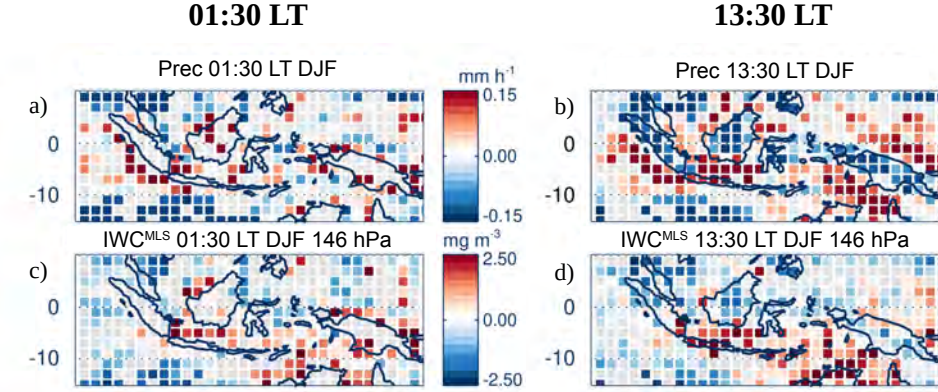 01:30 LT 13:30 LT
Prec 01:30 LT DJF mm h⁻¹ Prec 13:30 LT DJF
a) 0.15 b)
0 0.00 0
-10 -0.15 -10
IWCᴹᴸˢ 01:30 LT DJF 146 hPa mg m⁻³ IWCᴹᴸˢ 13:30 LT DJF 146 hPa
c) 2.50 d)
0 0.00 0
-10 -2.50 -10